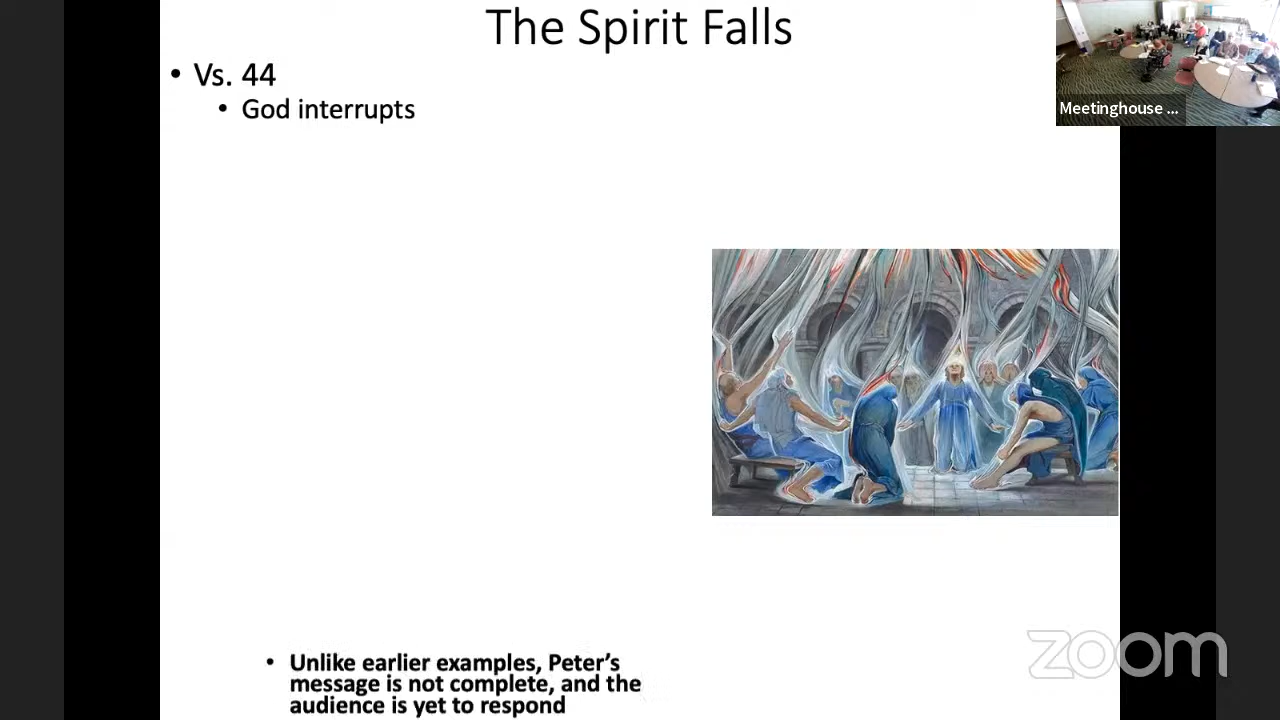 The Spirit Falls
• Vs. 44
• God interrupts
Meetinghouse ...
• Unlike earlier examples, Peter's
message is not complete, and the
audience is yet to respond
zoom